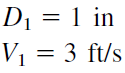 D₁ = 1 in
V₁ = 3 ft/s